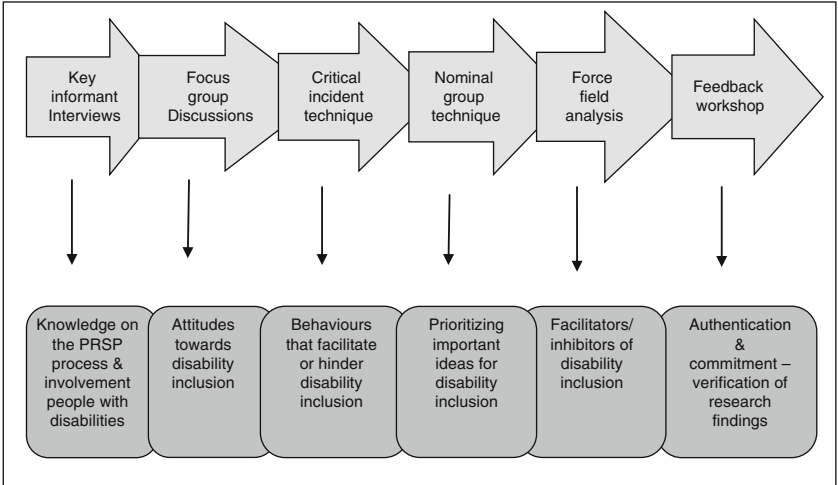 Key
informant
Interviews
Focus
group
Discussions
Critical
incident
technique
Nominal
group
technique
Force
field
analysis
Feedback
workshop
Knowledge on
the PRSP
process &
involvement
people with
disabilities
Attitudes
towards
disability
inclusion
Behaviours
that facilitate
or hinder
disability
inclusion
Prioritizing
important
ideas for
disability
inclusion
Facilitators/
inhibitors of
disability
inclusion
Authentication
&
commitment –
verification of
research
findings